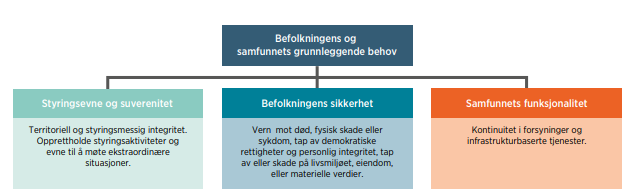 Befolkningens og
samfunnets grunnleggende behov
Styringsevne og suverenitet
Territoriell og styringsmessig integritet.
Opprettholde styringsaktiviteter og
evne til å møte ekstraordinære
situasjoner.
Befolkningens sikkerhet
Vern mot død, fysisk skade eller
sykdom, tap av demokratiske
rettigheter og personlig integritet, tap
av eller skade på livsmiljøet, eiendom,
eller materielle verdier.
Samfunnets funksjonalitet
Kontinuitet i forsyninger og
infrastrukturbaserte tjenester.